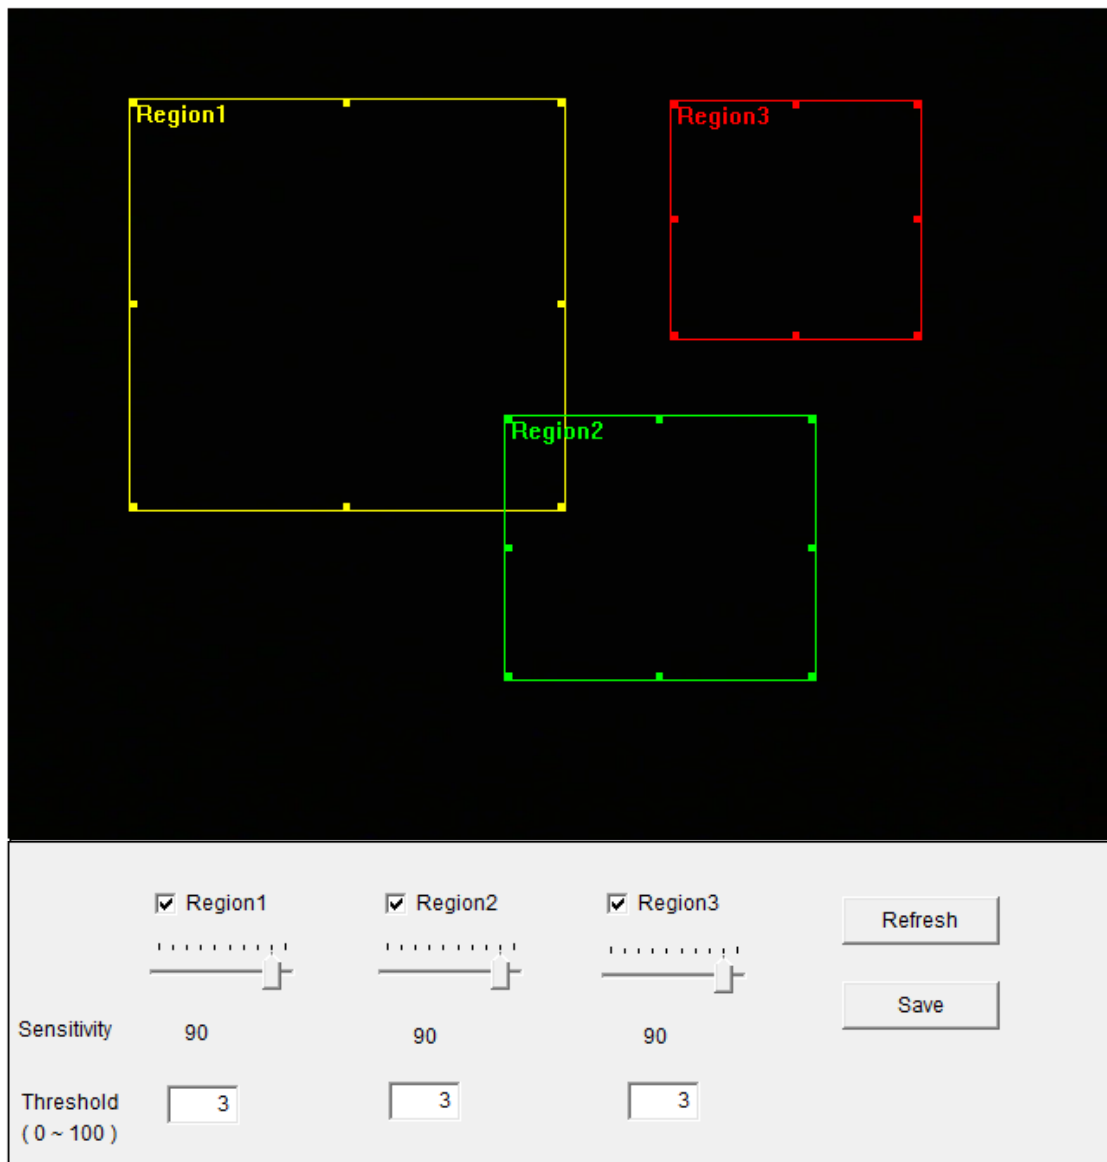 Region1
Region3
Region2
Region1 Region2 Region3
Refresh
Save
Sensitivity 90 90 90
Threshold 3 3 3
( 0 ~ 100 )